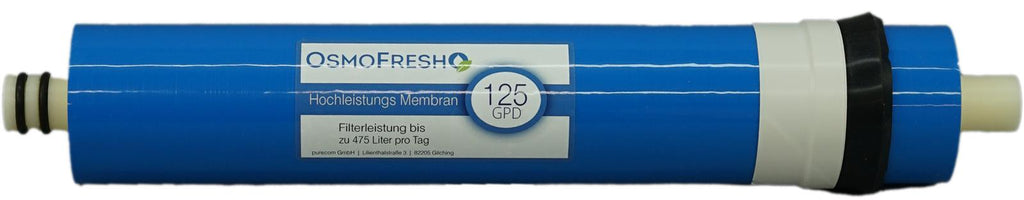 OSMOFRESH
Hochleistungs Membran
125
GPD
Filterleistung bis
zu 475 Liter pro Tag
purecom GmbH | Lilienthalstraße 3 | 82205 Gilching